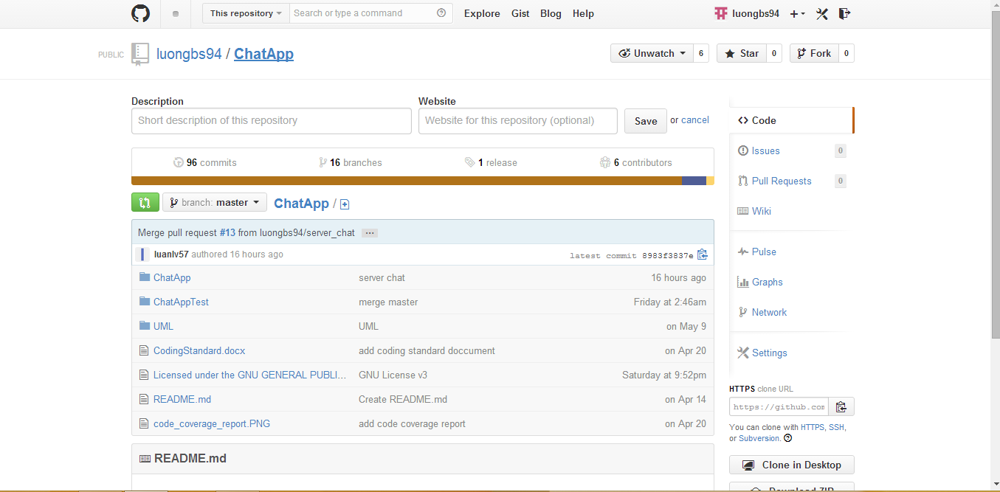 This repository Search or type a command Explore Gist Blog Help luongbs94
PUBLIC luongbs94 / ChatApp Unwatch 6 Star 0 Fork 0
Description Website
Short description of this repository Website for this repository (optional) Save or cancel
96 commits 16 branches 1 release 6 contributors
branch: master ChatApp /
Merge pull request #13 from luongbs94/server_chat ...
luanlv57 authored 16 hours ago latest commit 8983f3837e
ChatApp server chat 16 hours ago
ChatAppTest merge master Friday at 2:46am
UML UML on May 9
CodingStandard.docx add coding standard doccument on Apr 20
Licensed under the GNU GENERAL PUBLI... GNU License v3 Saturday at 9:52pm
README.md Create README.md on Apr 14
code_coverage_report.PNG add code coverage report on Apr 20
README.md
Code
Issues 0
Pull Requests 0
Wiki
Pulse
Graphs
Network
Settings
HTTPS clone URL
https://github.com
You can clone with HTTPS, SSH,
or Subversion.
Clone in Desktop
Download ZIP